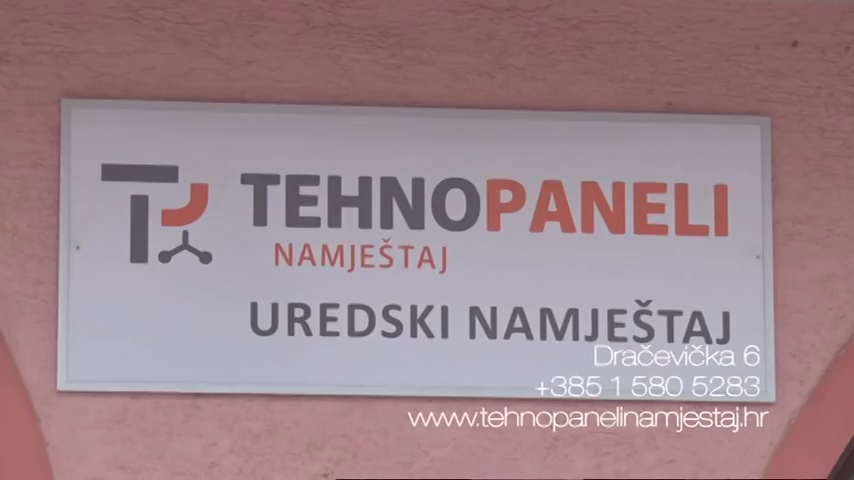 TEHNOPANELI
NAMJEŠTAJ
UREDSKI NAMJEŠTAJ
Dračevička 6
+385 1 580 5283
www.tehnopanelinamjestaj.hr